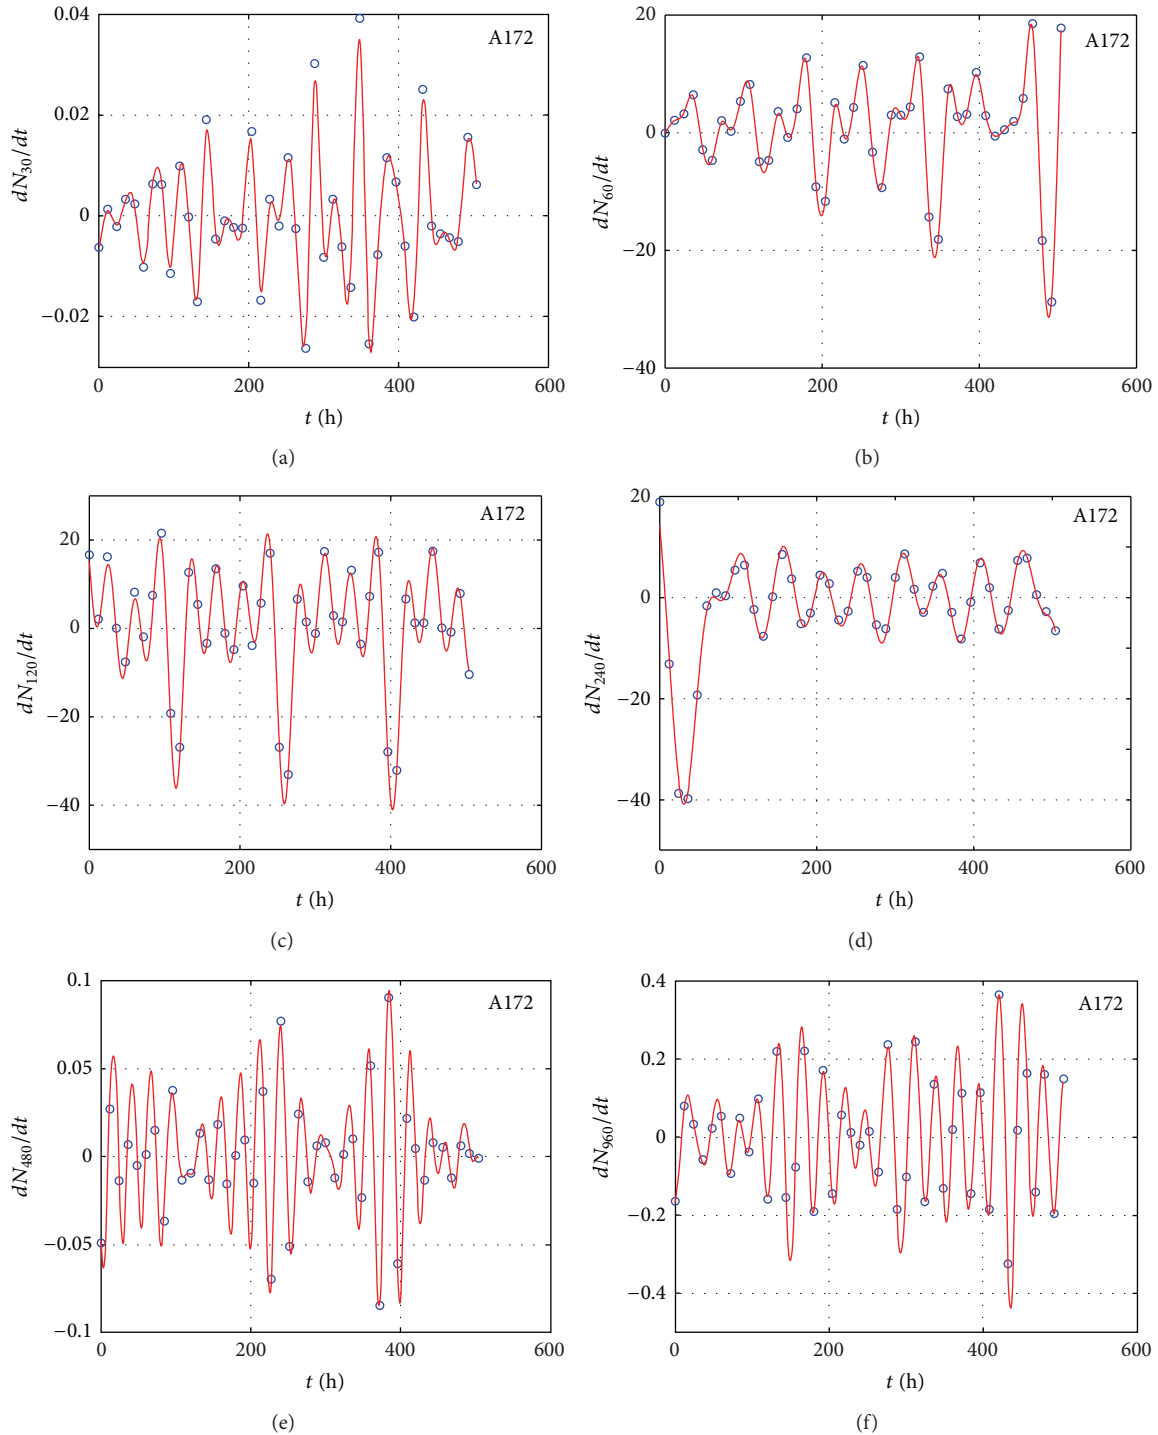 0.04
0.02
0
−0.02
dN30/dt
A172
0
200
400
600
t (h)
(a)
20
0
−20
−40
dN60/dt
A172
0
200
400
600
t (h)
(b)
20
0
−20
−40
dN120/dt
A172
0
200
400
600
t (h)
(c)
20
0
−20
−40
dN240/dt
A172
0
200
400
600
t (h)
(d)
0.1
0.05
0
−0.05
−0.1
dN480/dt
A172
0
200
400
600
t (h)
(e)
0.4
0.2
0
−0.2
−0.4
dN960/dt
A172
0
200
400
600
t (h)
(f)